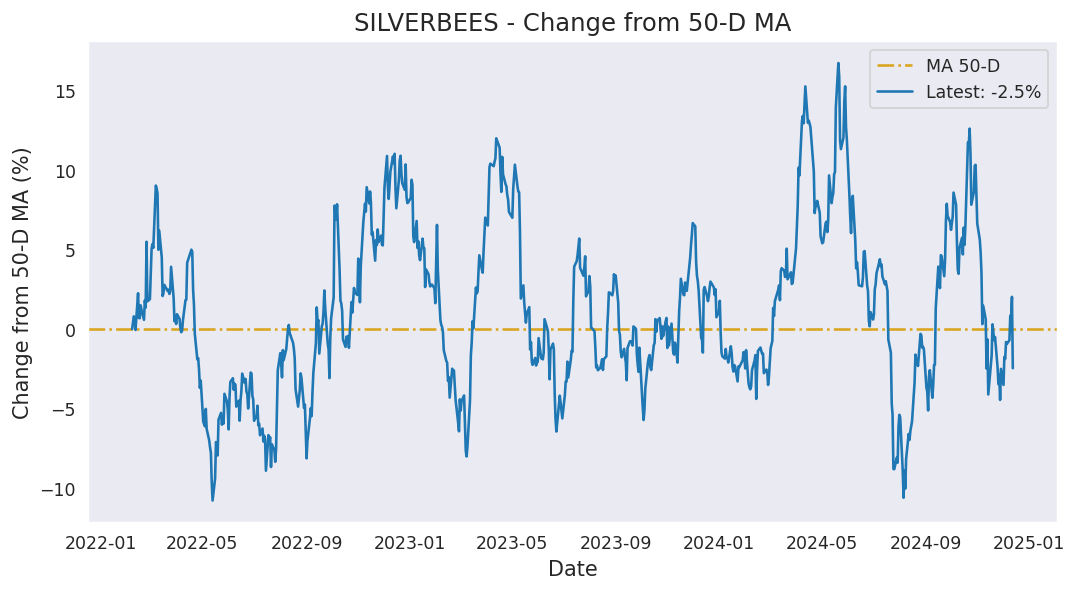 SILVERBEES - Change from 50-D MA
MA 50-D
Latest: -2.5%
Change from 50-D MA (%)
15
10
5
0
−5
−10
2022-01 2022-05 2022-09 2023-01 2023-05 2023-09 2024-01 2024-05 2024-09 2025-01
Date